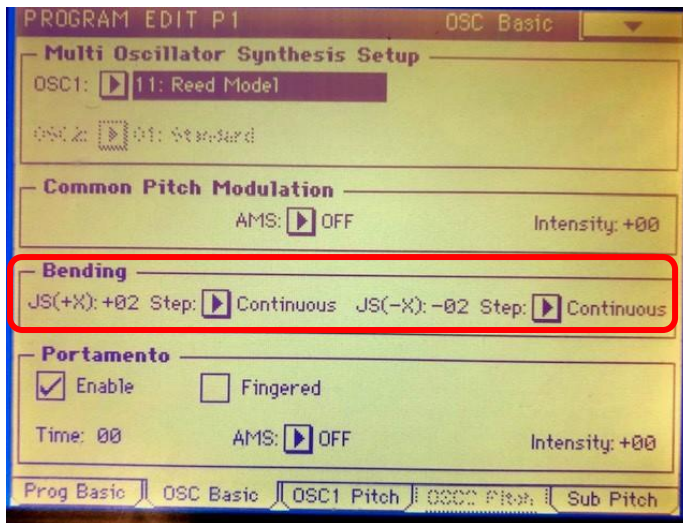 PROGRAM EDIT P1 OSC Basic
Multi Oscillator Synthesis Setup
OSC1: 11: Reed Model
OSC2: 01: Standard
Common Pitch Modulation
AMS: OFF Intensity: +00
Bending
JS(+X): +02 Step: Continuous JS(-X): -02 Step: Continuous
Portamento
Enable Fingered
Time: 00 AMS: OFF Intensity: +00
Prog Basic OSC Basic OSC1 Pitch OSC2 Pitch Sub Pitch